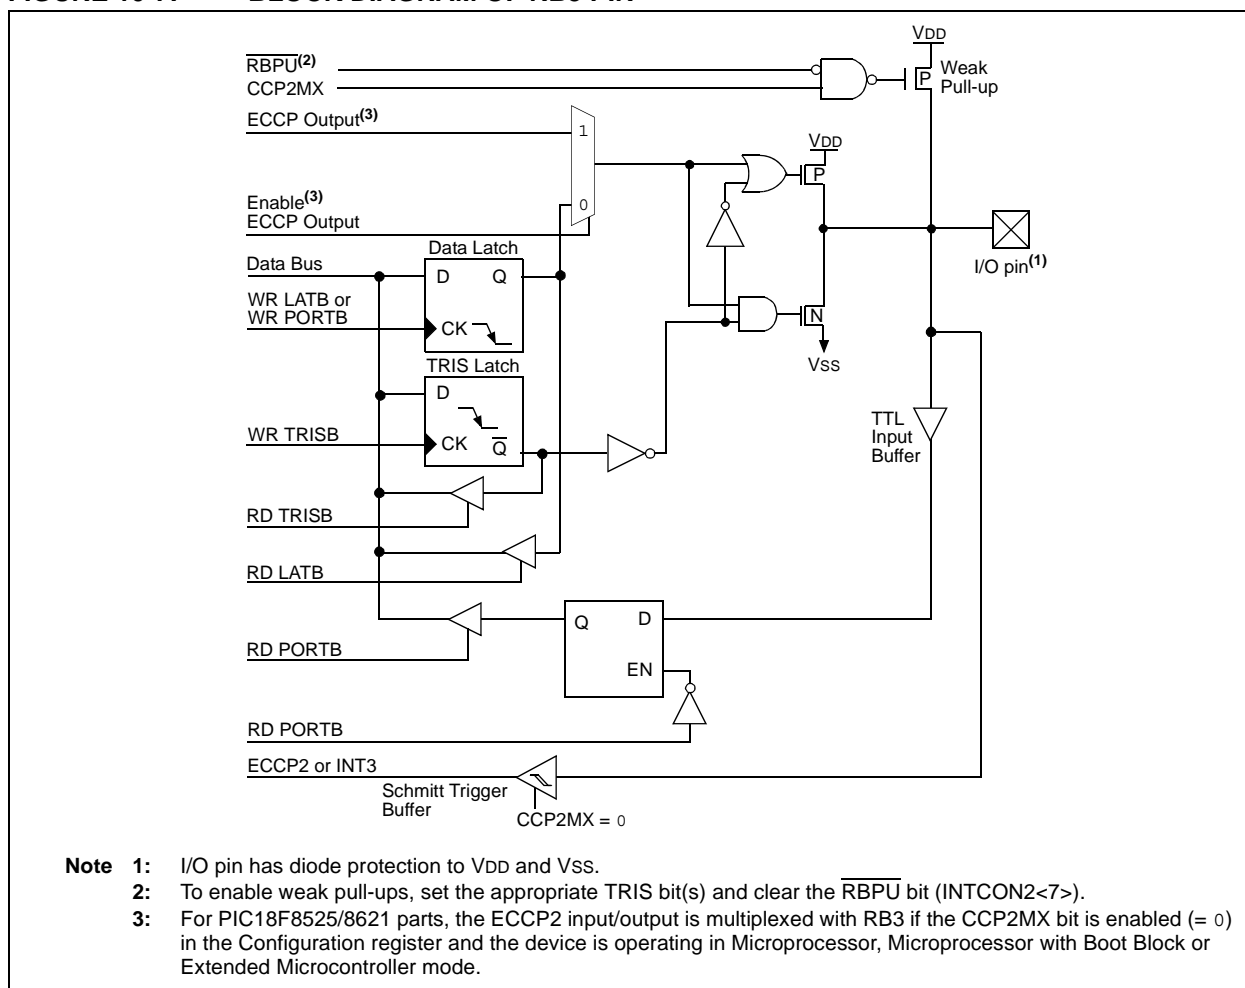 VDD
RBPU(2)
CCP2MX
P
Weak
Pull-up
ECCP Output(3)
1
VDD
P
Enable(3)
ECCP Output
0
Data Latch
Data Bus
D Q
I/O pin(1)
WR LATB or
WR PORTB
CK
N
VSS
TRIS Latch
D
TTL
Input
Buffer
WR TRISB
CK Q
RD TRISB
RD LATB
Q D
RD PORTB
EN
RD PORTB
ECCP2 or INT3
Schmitt Trigger
Buffer
CCP2MX = 0
Note 1: I/O pin has diode protection to VDD and VSS.
2: To enable weak pull-ups, set the appropriate TRIS bit(s) and clear the RBPU bit (INTCON2<7>).
3: For PIC18F8525/8621 parts, the ECCP2 input/output is multiplexed with RB3 if the CCP2MX bit is enabled (= 0)
in the Configuration register and the device is operating in Microprocessor, Microprocessor with Boot Block or
Extended Microcontroller mode.